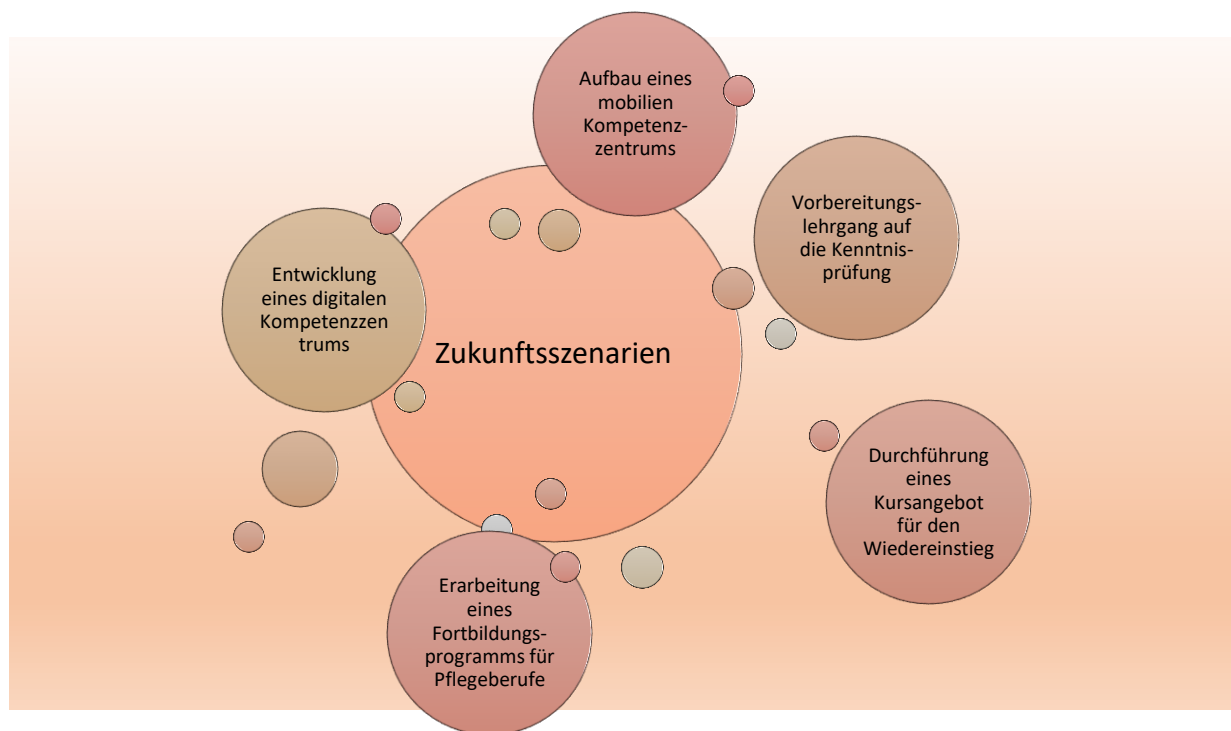 Aufbau eines
mobilien
Kompetenz-
zentrums
Vorbereitungs-
lehrgang auf
die Kenntnis-
prüfung
Entwicklung
eines digitalen
Kompetenzzen
trums
Zukunftsszenarien
Durchführung
eines
Kursangebot
für den
Wiedereinstieg
Erarbeitung
eines
Fortbildungs-
programms für
Pflegeberufe